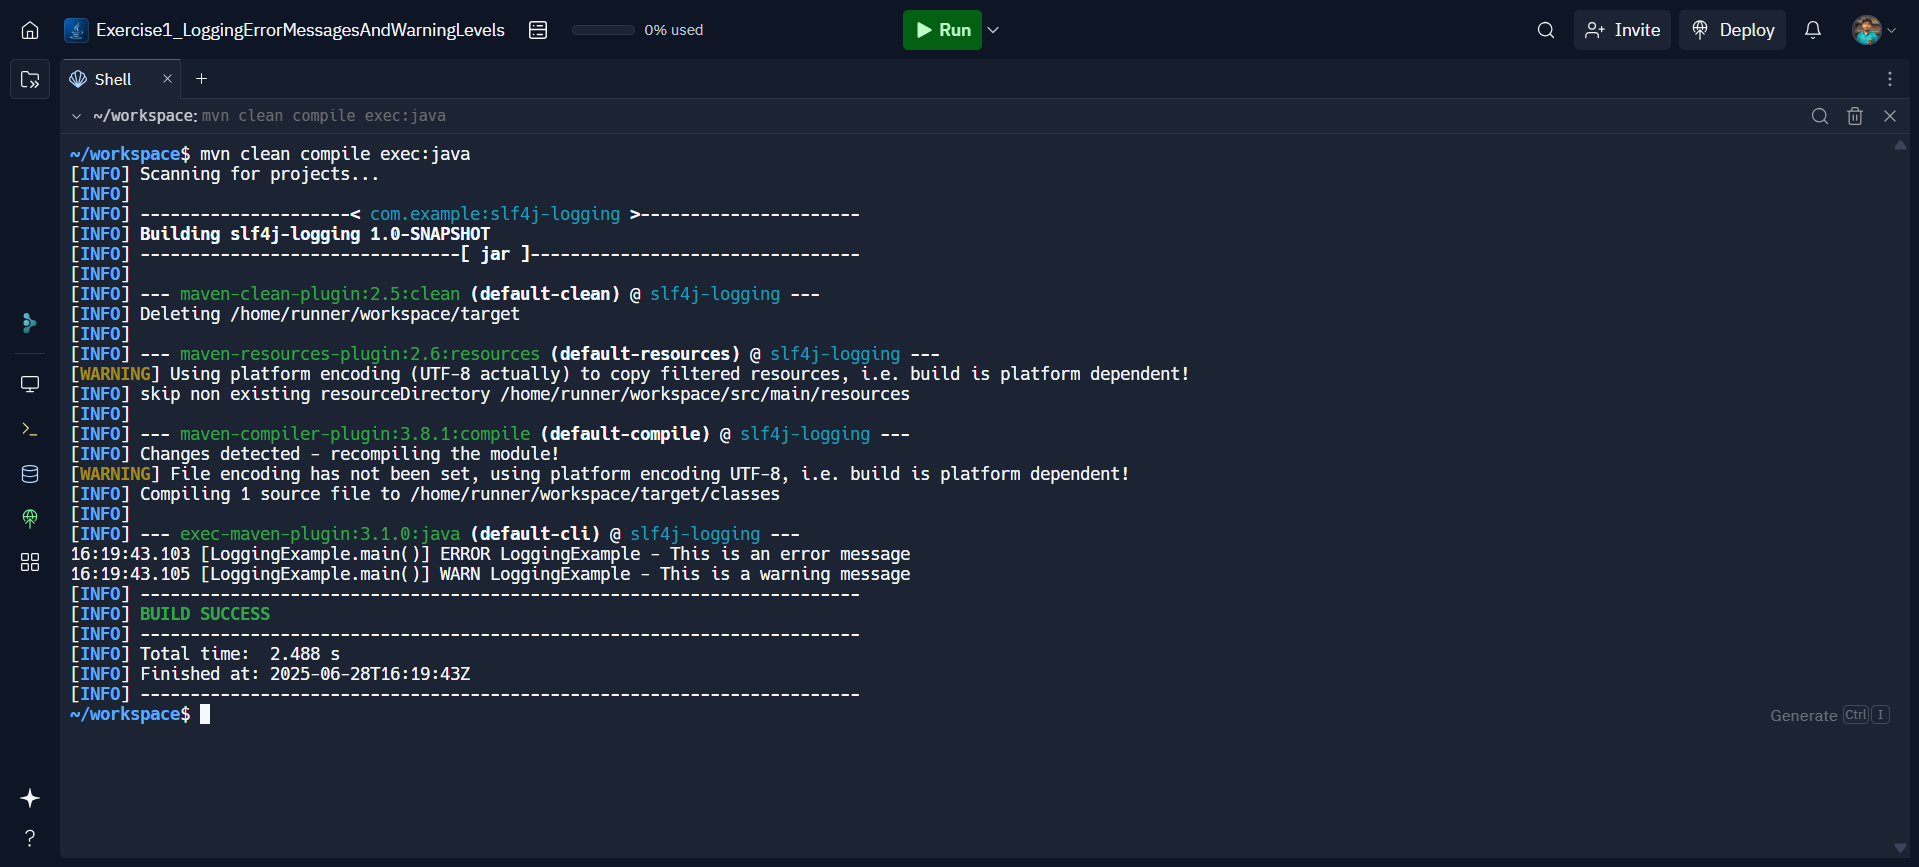 Exercise1_LoggingErrorMessagesAndWarningLevels 0% used Run Invite Deploy
Shell
~/workspace: mvn clean compile exec:java
~/workspace$ mvn clean compile exec:java
[INFO] Scanning for projects...
[INFO]
[INFO] ---------------------< com.example:slf4j-logging >----------------------
[INFO] Building slf4j-logging 1.0-SNAPSHOT
[INFO] --------------------------------[ jar ]---------------------------------
[INFO]
[INFO] --- maven-clean-plugin:2.5:clean (default-clean) @ slf4j-logging ---
[INFO] Deleting /home/runner/workspace/target
[INFO]
[INFO] --- maven-resources-plugin:2.6:resources (default-resources) @ slf4j-logging ---
[WARNING] Using platform encoding (UTF-8 actually) to copy filtered resources, i.e. build is platform dependent!
[INFO] skip non existing resourceDirectory /home/runner/workspace/src/main/resources
[INFO]
[INFO] --- maven-compiler-plugin:3.8.1:compile (default-compile) @ slf4j-logging ---
[INFO] Changes detected - recompiling the module!
[WARNING] File encoding has not been set, using platform encoding UTF-8, i.e. build is platform dependent!
[INFO] Compiling 1 source file to /home/runner/workspace/target/classes
[INFO]
[INFO] --- exec-maven-plugin:3.1.0:java (default-cli) @ slf4j-logging ---
16:19:43.103 [LoggingExample.main()] ERROR LoggingExample - This is an error message
16:19:43.105 [LoggingExample.main()] WARN LoggingExample - This is a warning message
[INFO] ------------------------------------------------------------------------
[INFO] BUILD SUCCESS
[INFO] ------------------------------------------------------------------------
[INFO] Total time:  2.488 s
[INFO] Finished at: 2025-06-28T16:19:43Z
[INFO] ------------------------------------------------------------------------
~/workspace$
Generate Ctrl I